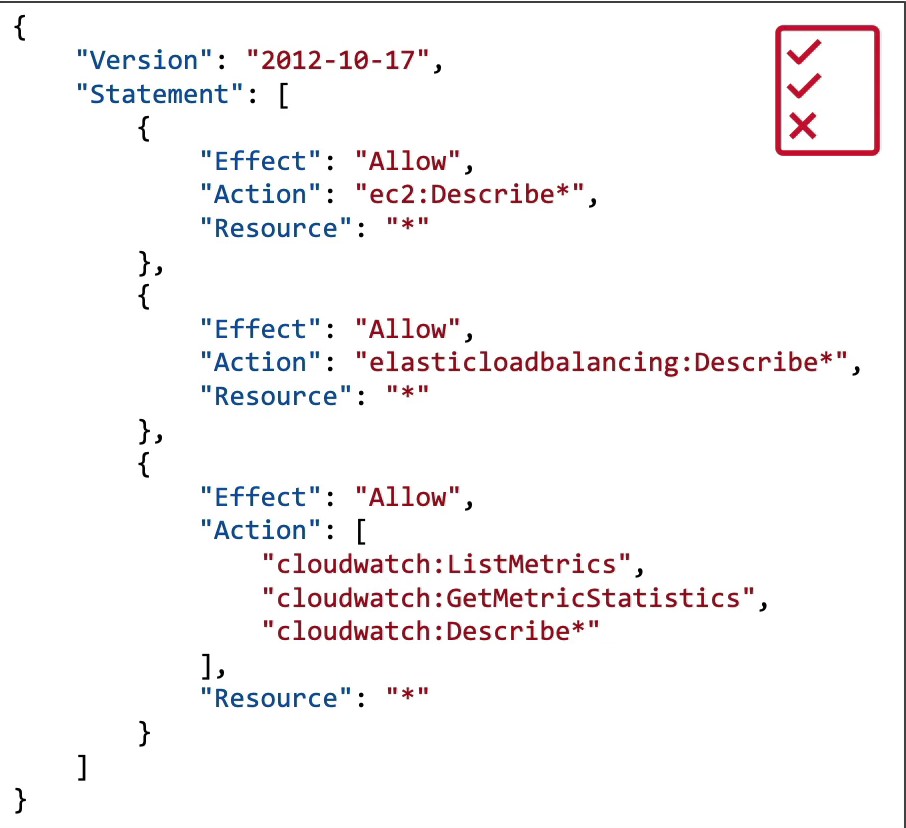 {
    "Version": "2012-10-17",
    "Statement": [
        {
            "Effect": "Allow",
            "Action": "ec2:Describe*",
            "Resource": "*"
        },
        {
            "Effect": "Allow",
            "Action": "elasticloadbalancing:Describe*",
            "Resource": "*"
        },
        {
            "Effect": "Allow",
            "Action": [
                "cloudwatch:ListMetrics",
                "cloudwatch:GetMetricStatistics",
                "cloudwatch:Describe*"
            ],
            "Resource": "*"
        }
    ]
}